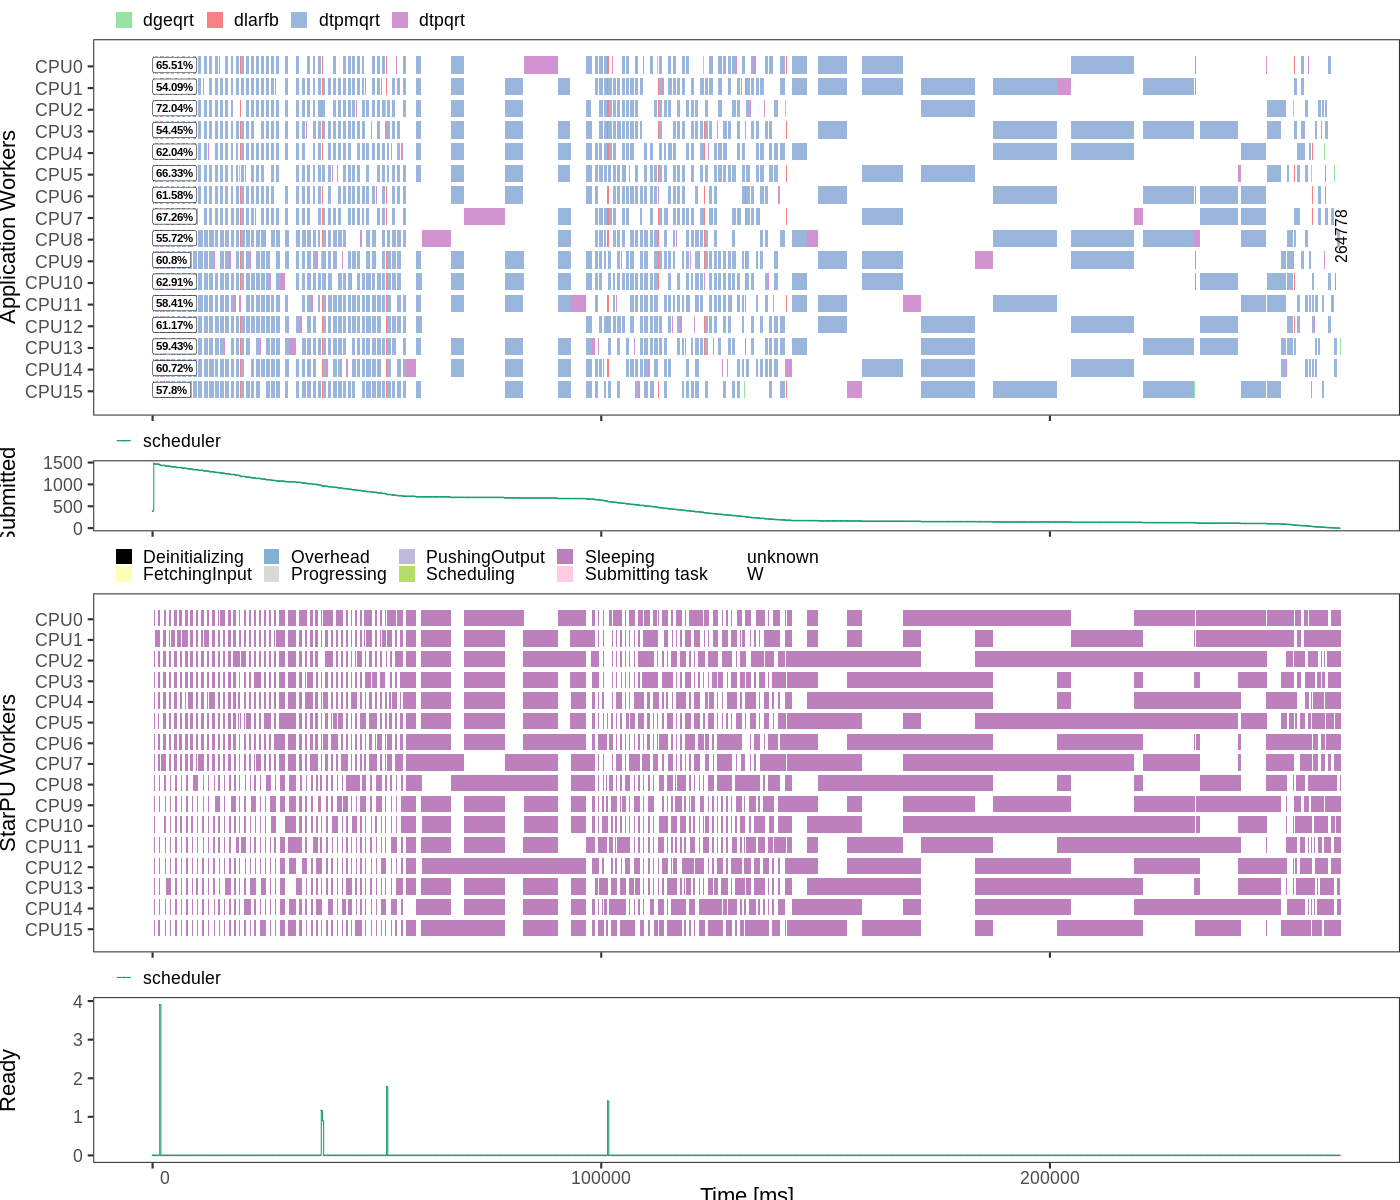 dgeqrt dlarfb dtpmqrt dtpqrt
Application Workers
CPU0 65.51%
CPU1 54.09%
CPU2 72.04%
CPU3 54.45%
CPU4 62.04%
CPU5 66.33%
CPU6 61.58%
CPU7 67.26%
CPU8 55.72%
CPU9 60.8%
CPU10 62.91%
CPU11 58.41%
CPU12 61.17%
CPU13 59.43%
CPU14 60.72%
CPU15 57.8%
264778
scheduler
Submitted
1500
1000
500
0
Deinitializing Overhead PushingOutput Sleeping unknown
FetchingInput Progressing Scheduling Submitting task W
StarPU Workers
CPU0
CPU1
CPU2
CPU3
CPU4
CPU5
CPU6
CPU7
CPU8
CPU9
CPU10
CPU11
CPU12
CPU13
CPU14
CPU15
scheduler
Ready
4
3
2
1
0
0 100000 200000
Time [ms]